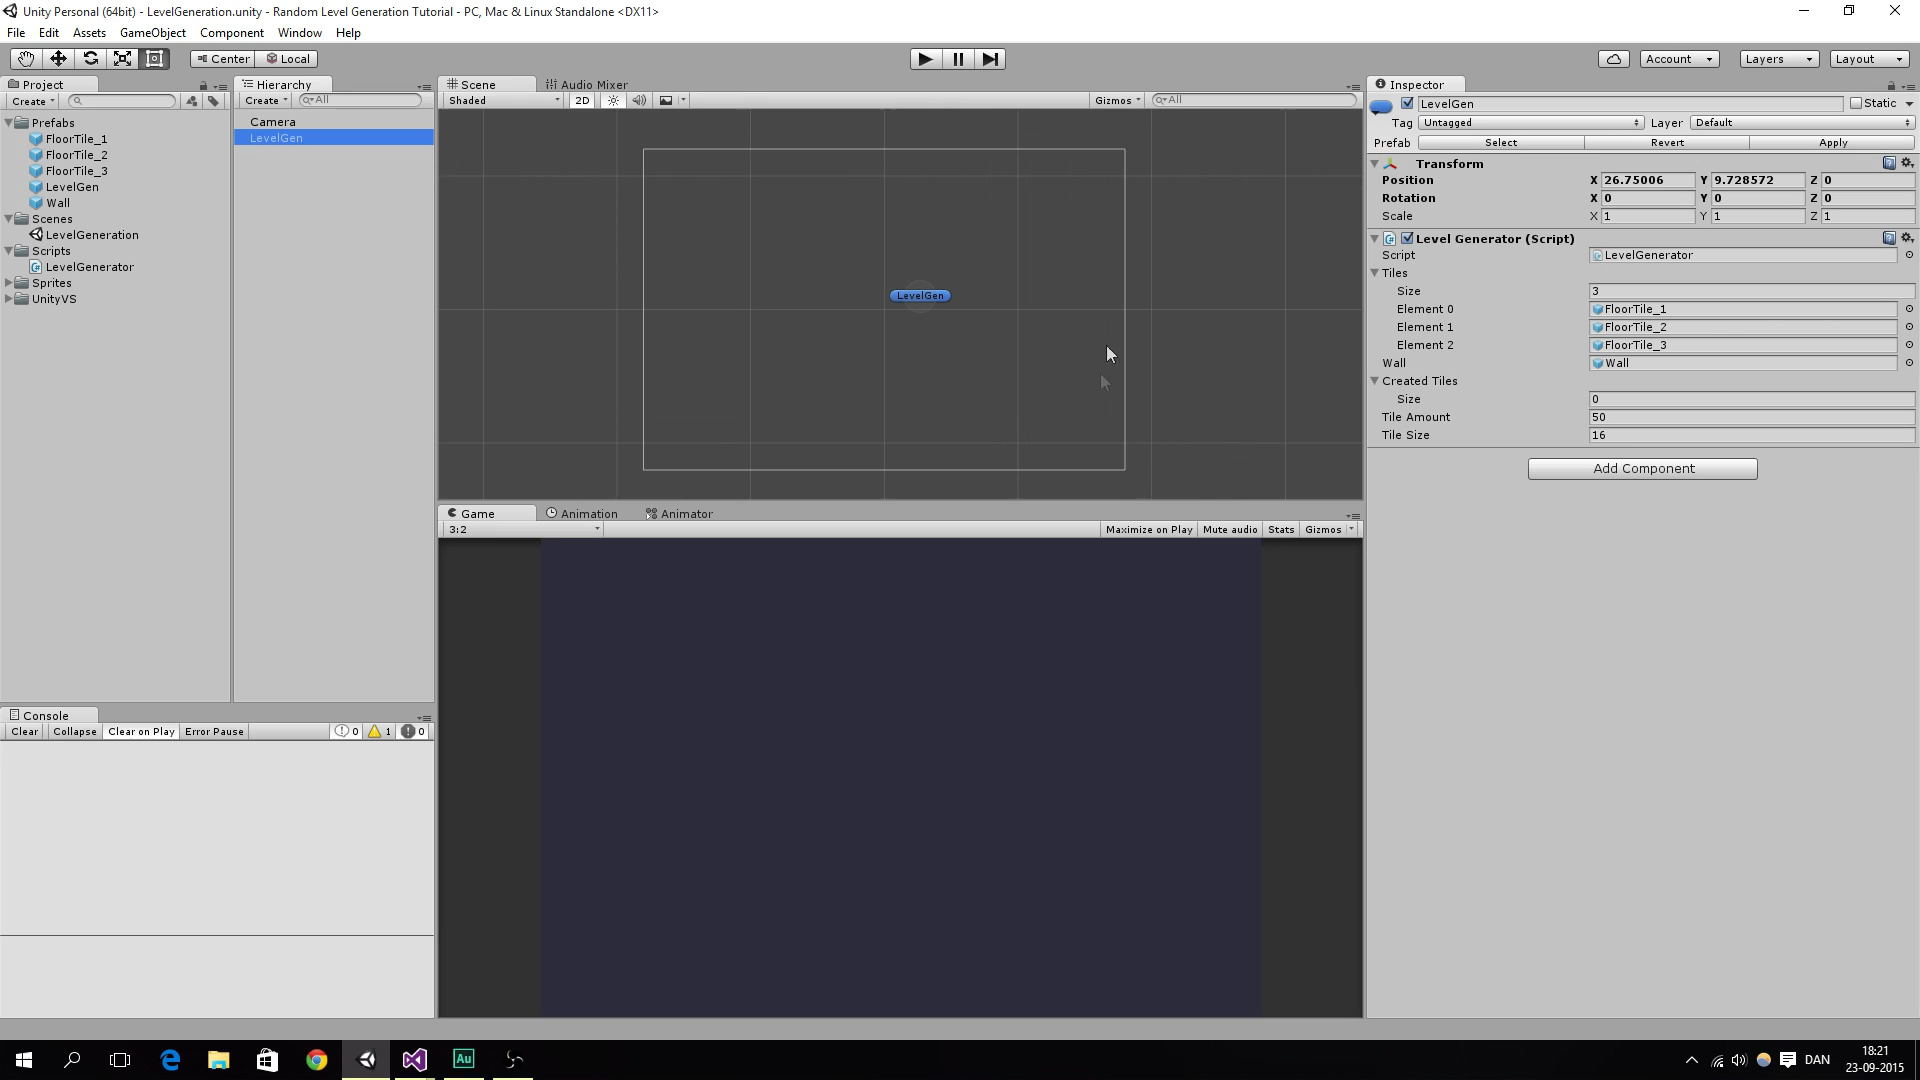 Unity Personal (64bit) - LevelGeneration.unity - Random Level Generation Tutorial - PC, Mac & Linux Standalone <DX11>
File Edit Assets GameObject Component Window Help
Center Local Account Layers Layout
Project
Create
Prefabs
FloorTile_1
FloorTile_2
FloorTile_3
LevelGen
Wall
Scenes
LevelGeneration
Scripts
LevelGenerator
Sprites
UnityVS
Hierarchy
Create All
Camera
LevelGen
Scene Audio Mixer
Shaded 2D Gizmos All
LevelGen
Game Animation Animator
3:2 Maximize on Play Mute audio Stats Gizmos
Console
Clear Collapse Clear on Play Error Pause 0 1 0
Inspector
LevelGen Static
Tag Untagged Layer Default
Prefab Select Revert Apply
Transform
Position X 26.75006 Y 9.728572 Z 0
Rotation X 0 Y 0 Z 0
Scale X 1 Y 1 Z 1
Level Generator (Script)
Script LevelGenerator
Tiles
Size 3
Element 0 FloorTile_1
Element 1 FloorTile_2
Element 2 FloorTile_3
Wall Wall
Created Tiles
Size 0
Tile Amount 50
Tile Size 16
Add Component
Au
DAN
18:21
23-09-2015